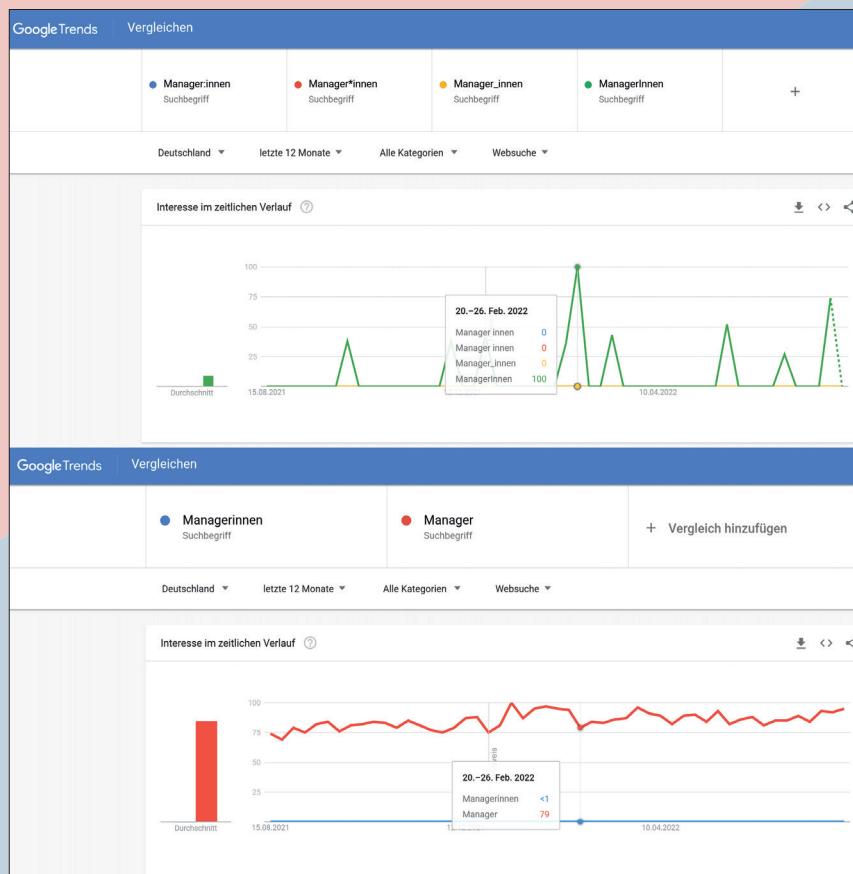 Google Trends Vergleichen
Manager:innen Manager*innen Manager_innen ManagerInnen +
Suchbegriff Suchbegriff Suchbegriff Suchbegriff
Deutschland letzte 12 Monate Alle Kategorien Websuche
Interesse im zeitlichen Verlauf ?
100
75
50
25
20.–26. Feb. 2022
Manager innen 0
Manager innen 0
Manager_innen 0
ManagerInnen 100
Durchschnitt 15.08.2021 10.04.2022
Google Trends Vergleichen
Managerinnen Manager + Vergleich hinzufügen
Suchbegriff Suchbegriff
Deutschland letzte 12 Monate Alle Kategorien Websuche
Interesse im zeitlichen Verlauf ?
100
75
50
25
20.–26. Feb. 2022
Managerinnen <1
Manager 79
Durchschnitt 15.08.2021 10.04.2022